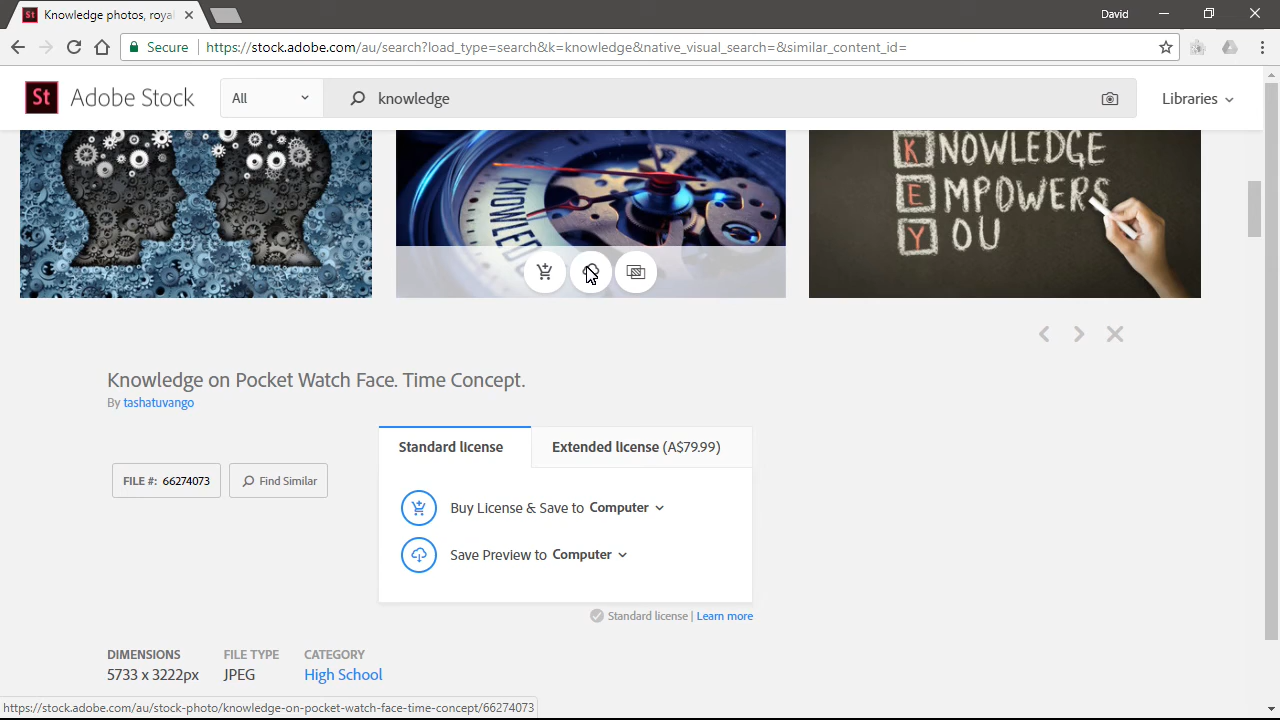 St Knowledge photos, roya
David
Secure https://stock.adobe.com/au/search?load_type=search&k=knowledge&native_visual_search=&similar_content_id=
St Adobe Stock
All
knowledge
Libraries
KNOWLEDGE
KNOWLEDGE
EMPOWERS
YOU
Knowledge on Pocket Watch Face. Time Concept.
By tashatuvango
Standard license
Extended license (A$79.99)
FILE #: 66274073
Find Similar
Buy License & Save to Computer
Save Preview to Computer
Standard license | Learn more
DIMENSIONS FILE TYPE CATEGORY
5733 x 3222px JPEG High School
https://stock.adobe.com/au/stock-photo/knowledge-on-pocket-watch-face-time-concept/66274073